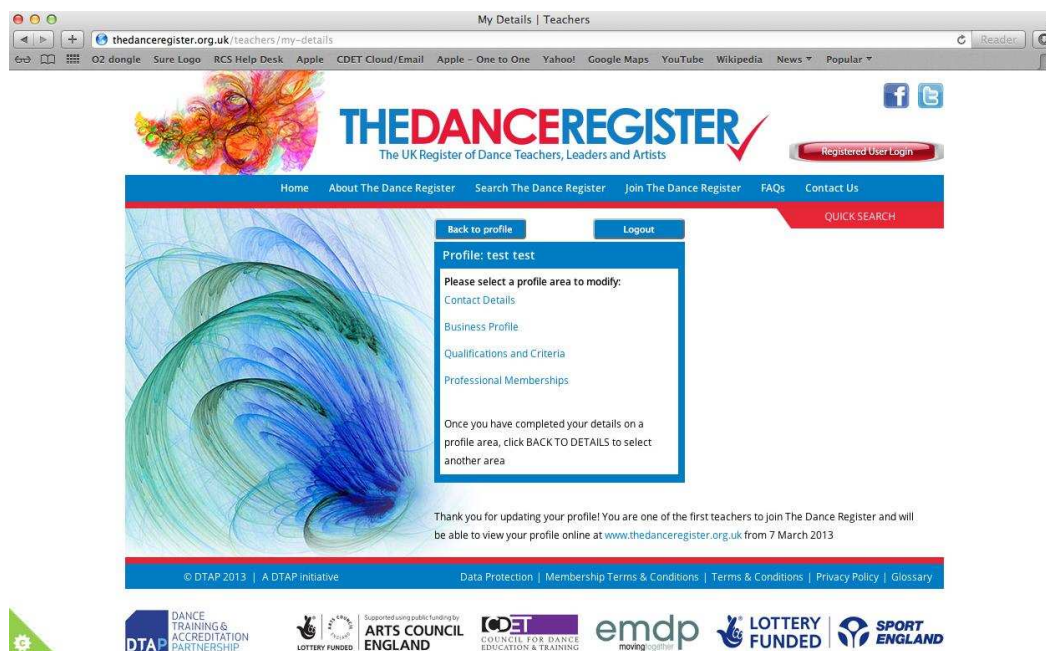 My Details | Teachers
thedanceregister.org.uk/teachers/my-details
Reader
O2 dongle Sure Logo RCS Help Desk Apple CDET Cloud/Email Apple - One to One Yahoo! Google Maps YouTube Wikipedia News Popular
THEDANCEREGISTER
The UK Register of Dance Teachers, Leaders and Artists
Registered User Login
Home About The Dance Register Search The Dance Register Join The Dance Register FAQs Contact Us
QUICK SEARCH
Back to profile Logout
Profile: test test
Please select a profile area to modify:
Contact Details
Business Profile
Qualifications and Criteria
Professional Memberships
Once you have completed your details on a
profile area, click BACK TO DETAILS to select
another area
Thank you for updating your profile! You are one of the first teachers to join The Dance Register and will
be able to view your profile online at www.thedanceregister.org.uk from 7 March 2013
© DTAP 2013 | A DTAP initiative Data Protection | Membership Terms & Conditions | Terms & Conditions | Privacy Policy | Glossary
DTAP
DANCE
TRAINING &
ACCREDITATION
PARTNERSHIP
LOTTERY FUNDED
Supported using public funding by
ARTS COUNCIL
ENGLAND
CDET
COUNCIL FOR DANCE
EDUCATION & TRAINING
emdp
movingtogether
LOTTERY
FUNDED
SPORT
ENGLAND